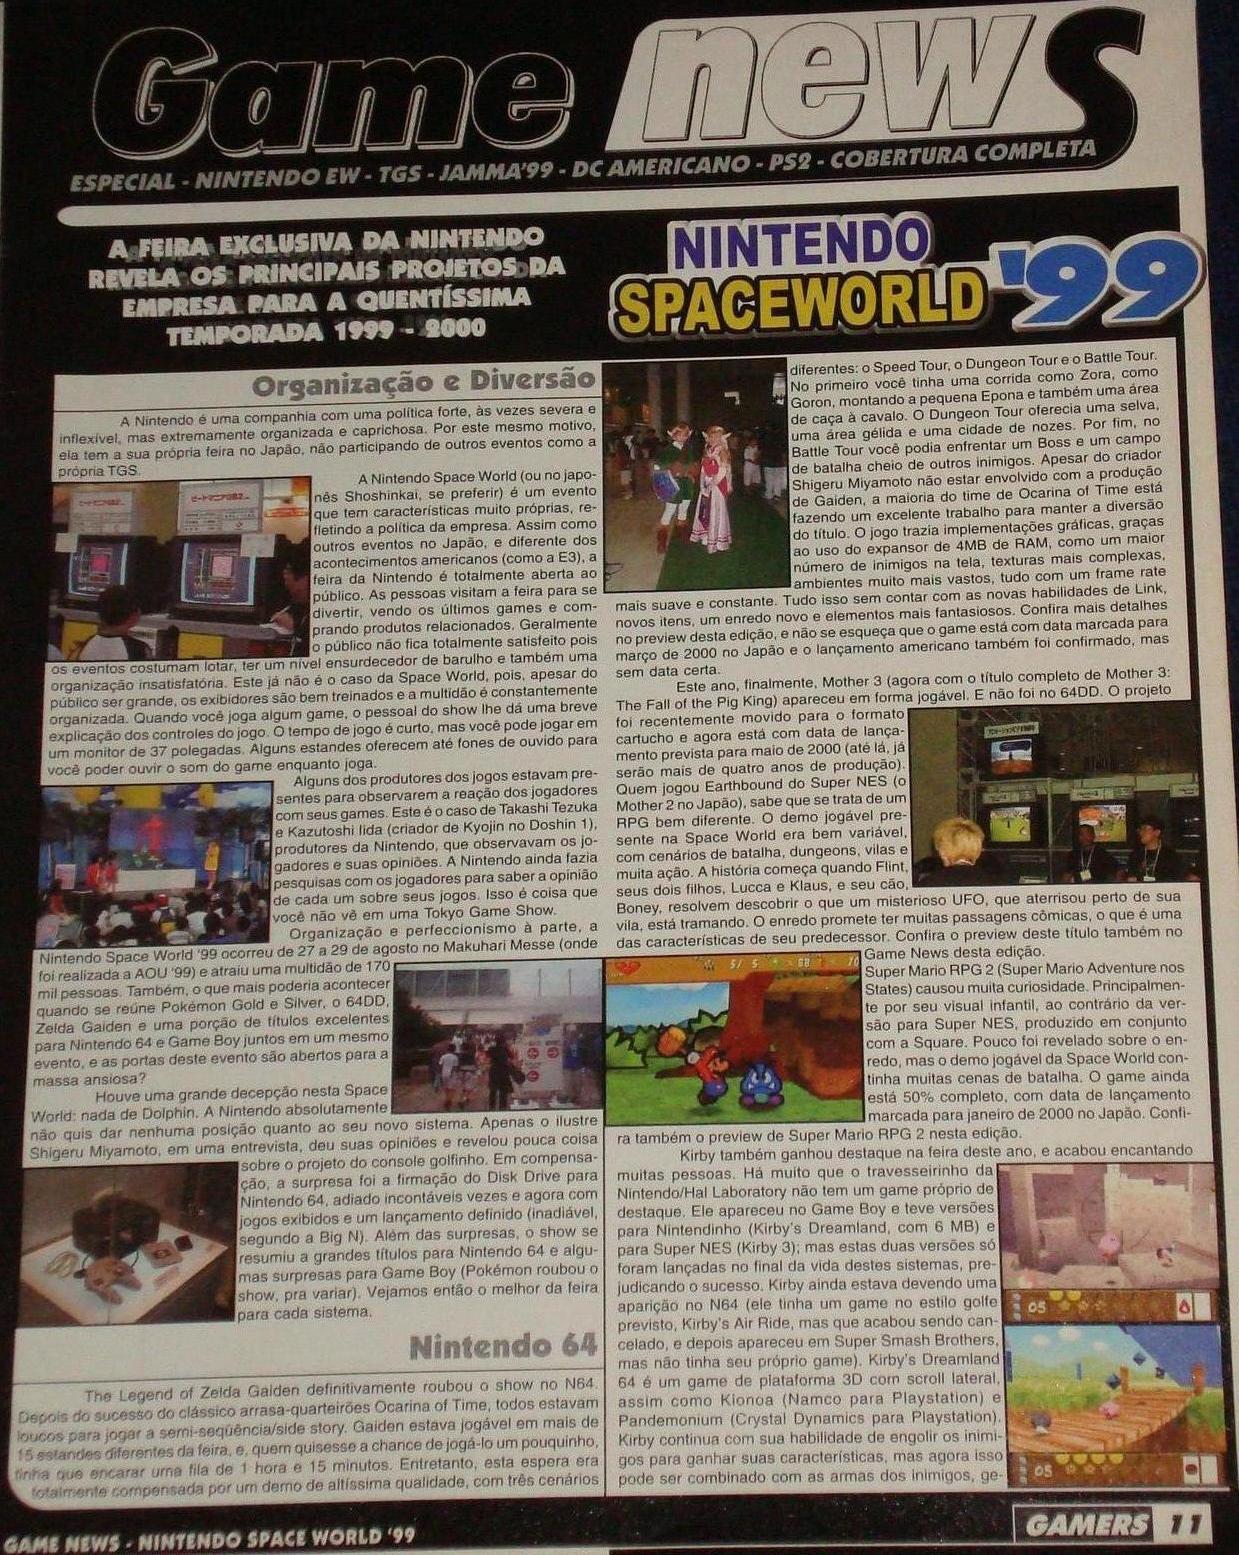 Game news
ESPECIAL - NINTENDO EW - TGS - JAMMA'99 - DC AMERICANO - PS2 - COBERTURA COMPLETA
A FEIRA EXCLUSIVA DA NINTENDO
REVELA OS PRINCIPAIS PROJETOS DA
EMPRESA PARA A QUENTÍSSIMA
TEMPORADA 1999 - 2000
NINTENDO
SPACEWORLD '99
Organização e Diversão
A Nintendo é uma companhia com uma política forte, às vezes severa e
inflexível, mas extremamente organizada e caprichosa. Por este mesmo motivo,
ela tem a sua própria feira no Japão, não participando de outros eventos como a
própria TGS.
A Nintendo Space World (ou no japo-
nês Shoshinkai, se preferir) é um evento
que tem características muito próprias, re-
fletindo a política da empresa. Assim como
outros eventos no Japão, e diferente dos
acontecimentos americanos (como a E3), a
feira da Nintendo é totalmente aberta ao
público. As pessoas visitam a feira para se
divertir, vendo os últimos games e com-
prando produtos relacionados. Geralmente
o público não fica totalmente satisfeito pois
os eventos costumam lotar, ter um nível ensurdecedor de barulho e também uma
organização insatisfatória. Este já não é o caso da Space World, pois, apesar do
público ser grande, os exibidores são bem treinados e a multidão é constantemente
organizada. Quando você joga algum game, o pessoal do show lhe dá uma breve
explicação dos controles do jogo. O tempo de jogo é curto, mas você pode jogar em
um monitor de 37 polegadas. Alguns estandes oferecem até fones de ouvido para
você poder ouvir o som do game enquanto joga.
Alguns dos produtores dos jogos estavam pre-
sentes para observarem a reação dos jogadores
com seus games. Este é o caso de Takashi Tezuka
e Kazutoshi Iida (criador de Kyojin no Doshin 1),
produtores da Nintendo, que observavam os jo-
gadores e suas opiniões. A Nintendo ainda fazia
pesquisas com os jogadores para saber a opinião
de cada um sobre seus jogos. Isso é coisa que
você não vê em uma Tokyo Game Show.
Organização e perfeccionismo à parte, a
Nintendo Space World '99 ocorreu de 27 a 29 de agosto no Makuhari Messe (onde
foi realizada a AOU '99) e atraiu uma multidão de 170
mil pessoas. Também, o que mais poderia acontecer
quando se reúne Pokémon Gold e Silver, o 64DD,
Zelda Gaiden e uma porção de títulos excelentes
para Nintendo 64 e Game Boy juntos em um mesmo
evento, e as portas deste evento são abertos para a
massa ansiosa?
Houve uma grande decepção nesta Space
World: nada de Dolphin. A Nintendo absolutamente
não quis dar nenhuma posição quanto ao seu novo sistema. Apenas o ilustre
Shigeru Miyamoto, em uma entrevista, deu suas opiniões e revelou pouca coisa
sobre o projeto do console golfinho. Em compensa-
ção, a surpresa foi a firmação do Disk Drive para
Nintendo 64, adiado incontáveis vezes e agora com
jogos exibidos e um lançamento definido (inadiável,
segundo a Big N). Além das surpresas, o show se
resumiu a grandes títulos para Nintendo 64 e algu-
mas surpresas para Game Boy (Pokémon roubou o
show, pra variar). Vejamos então o melhor da feira
para cada sistema.
Nintendo 64
The Legend of Zelda Gaiden definitivamente roubou o show no N64.
Depois do sucesso do clássico arrasa-quarteirões Ocarina of Time, todos estavam
loucos para jogar a semi-seqüência/side story. Gaiden estava jogável em mais de
15 estandes diferentes da feira, e, quem quisesse a chance de jogá-lo um pouquinho,
tinha que encarar uma fila de 1 hora e 15 minutos. Entretanto, esta espera era
totalmente compensada por um demo de altíssima qualidade, com três cenários
diferentes: o Speed Tour, o Dungeon Tour e o Battle Tour.
No primeiro você tinha uma corrida como Zora, como
Goron, montando a pequena Epona e também uma área
de caça à cavalo. O Dungeon Tour oferecia uma selva,
uma área gélida e uma cidade de nozes. Por fim, no
Battle Tour você podia enfrentar um Boss e um campo
de batalha cheio de outros inimigos. Apesar do criador
Shigeru Miyamoto não estar envolvido com a produção
de Gaiden, a maioria do time de Ocarina of Time está
fazendo um excelente trabalho para manter a diversão
do título. O jogo trazia implementações gráficas, graças
ao uso do expansor de 4MB de RAM, como um maior
número de inimigos na tela, texturas mais complexas,
ambientes muito mais vastos, tudo com um frame rate
mais suave e constante. Tudo isso sem contar com as novas habilidades de Link,
novos itens, um enredo novo e elementos mais fantasiosos. Confira mais detalhes
no preview desta edição, e não se esqueça que o game está com data marcada para
março de 2000 no Japão e o lançamento americano também foi confirmado, mas
sem data certa.
Este ano, finalmente, Mother 3 (agora com o título completo de Mother 3:
The Fall of the Pig King) apareceu em forma jogável. E não foi no 64DD. O projeto
foi recentemente movido para o formato
cartucho e agora está com data de lança-
mento prevista para maio de 2000 (até lá, já
serão mais de quatro anos de produção).
Quem jogou Earthbound do Super NES (o
Mother 2 no Japão), sabe que se trata de um
RPG bem diferente. O demo jogável pre-
sente na Space World era bem variável,
com cenários de batalha, dungeons, vilas e
muita ação. A história começa quando Flint,
seus dois filhos, Lucca e Klaus, e seu cão,
Boney, resolvem descobrir o que um misterioso UFO, que aterrisou perto de sua
vila, está tramando. O enredo promete ter muitas passagens cômicas, o que é uma
das características de seu predecessor. Confira o preview deste título também no
Game News desta edição.
Super Mario RPG 2 (Super Mario Adventure nos
States) causou muita curiosidade. Principalmen-
te por seu visual infantil, ao contrário da ver-
são para Super NES, produzido em conjunto
com a Square. Pouco foi revelado sobre o en-
redo, mas o demo jogável da Space World con-
tinha muitas cenas de batalha. O game ainda
está 50% completo, com data de lançamento
marcada para janeiro de 2000 no Japão. Confi-
ra também o preview de Super Mario RPG 2 nesta edição.
Kirby também ganhou destaque na feira deste ano, e acabou encantando
muitas pessoas. Há muito que o travesseirinho da
Nintendo/Hal Laboratory não tem um game próprio de
destaque. Ele apareceu no Game Boy e teve versões
para Nintendinho (Kirby's Dreamland, com 6 MB) e
para Super NES (Kirby 3); mas estas duas versões só
foram lançadas no final da vida destes sistemas, pre-
judicando o sucesso. Kirby ainda estava devendo uma
aparição no N64 (ele tinha um game no estilo golfe
previsto, Kirby's Air Ride, mas que acabou sendo can-
celado, e depois apareceu em Super Smash Brothers,
mas não tinha seu próprio game). Kirby's Dreamland
64 é um game de plataforma 3D com scroll lateral,
assim como Klonoa (Namco para Playstation) e
Pandemonium (Crystal Dynamics para Playstation).
Kirby continua com sua habilidade de engolir os inimi-
gos para ganhar suas características, mas agora isso
pode ser combinado com as armas dos inimigos, ge-
05
05
GAME NEWS - NINTENDO SPACE WORLD '99
GAMERS 11